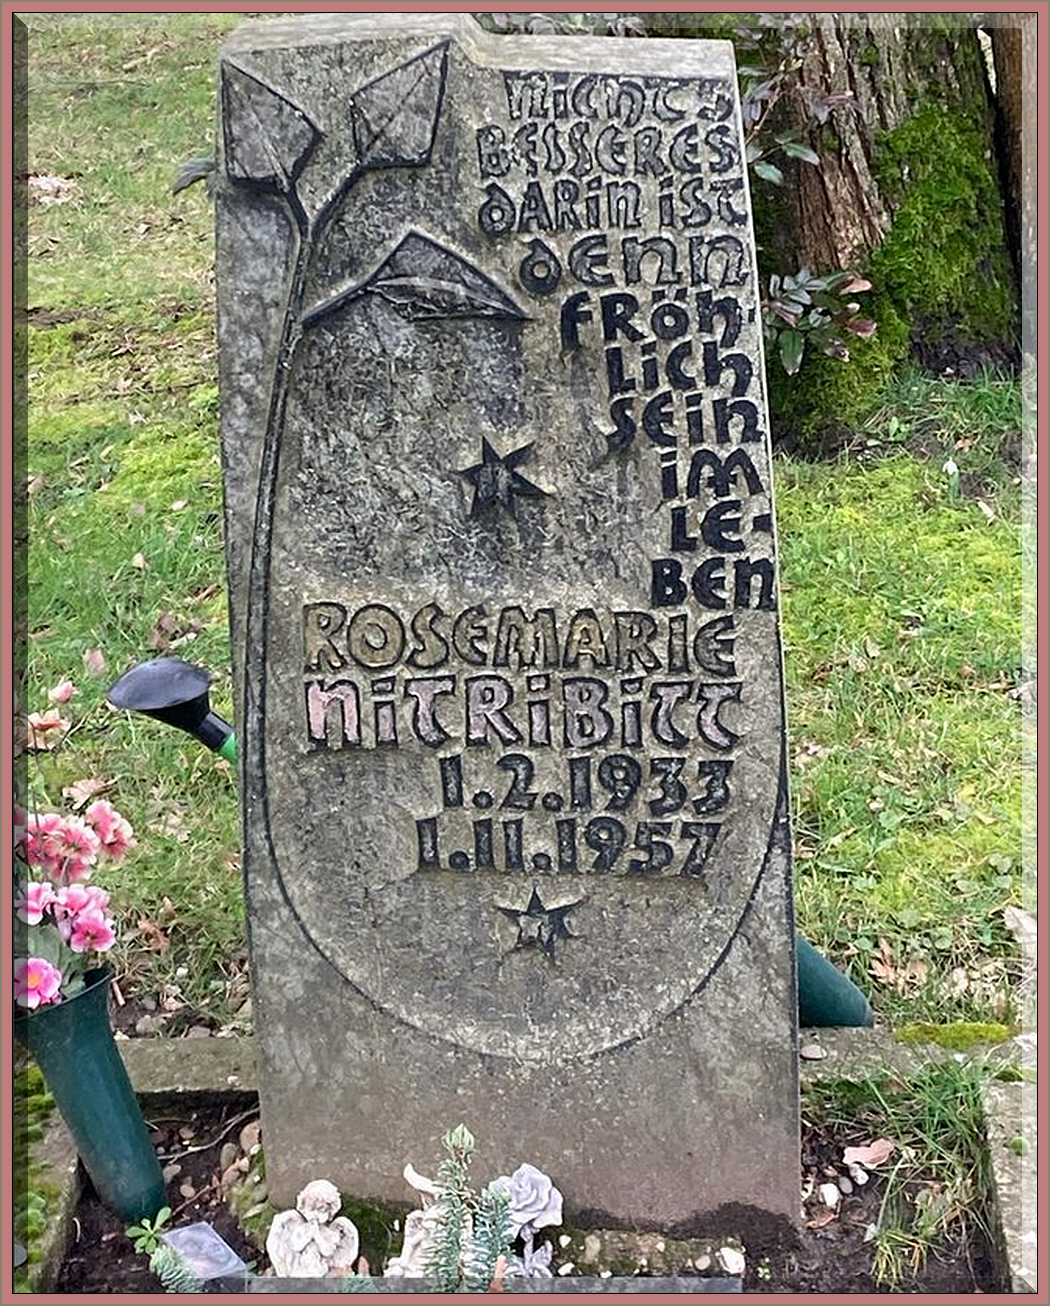 NICHTS
BESSERES
DARIN IST
DENN
FRÖH-
LICH
SEIN
IM
LE-
BEN
ROSEMARIE
NITRIBITT
1.2.1933
1.11.1957